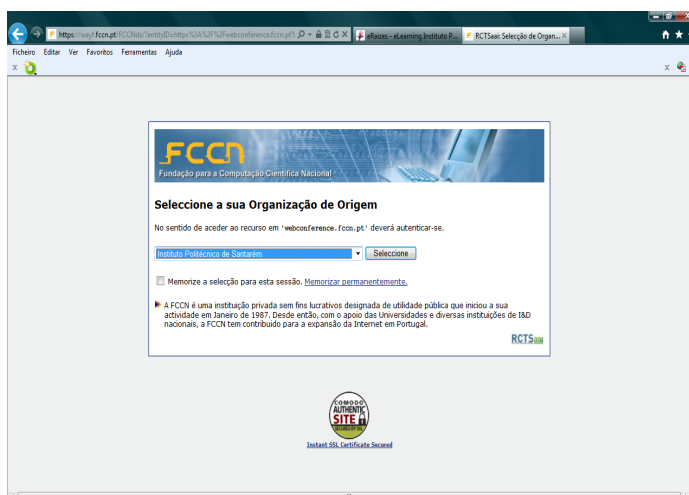 https://wayf.fccn.pt/FCCNds/?entityID=https%3A%2F%2Fwebconference.fccn.pt%
eRaizes - eLearning Instituto P...
RCTSaai: Selecção de Organ...
Ficheiro Editar Ver Favoritos Ferramentas Ajuda
FCCN
Fundação para a Computação Científica Nacional
Seleccione a sua Organização de Origem
No sentido de aceder ao recurso em 'webconference.fccn.pt' deverá autenticar-se.
Instituto Politécnico de Santarém
Seleccione
Memorize a selecção para esta sessão. Memorizar permanentemente.
A FCCN é uma instituição privada sem fins lucrativos designada de utilidade pública que iniciou a sua
actividade em Janeiro de 1987. Desde então, com o apoio das Universidades e diversas instituições de I&D
nacionais, a FCCN tem contribuido para a expansão da Internet em Portugal.
RCTSaai
COMODO
AUTHENTIC
SITE
SECURED BY SSL
Instant SSL Certificate Secured